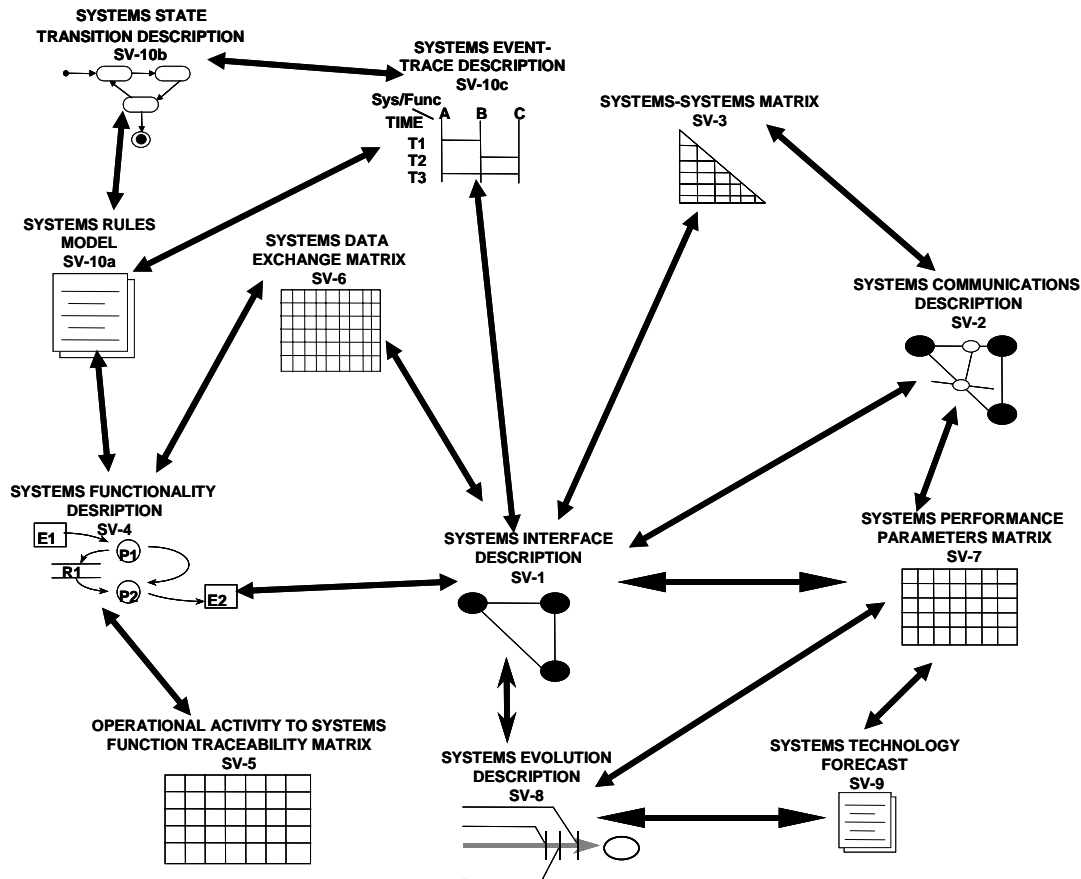 SYSTEMS STATE
TRANSITION DESCRIPTION
SV-10b
SYSTEMS EVENT-
TRACE DESCRIPTION
SV-10c
Sys/Func
TIME
A B C
T1
T2
T3
SYSTEMS-SYSTEMS MATRIX
SV-3
SYSTEMS RULES
MODEL
SV-10a
SYSTEMS DATA
EXCHANGE MATRIX
SV-6
SYSTEMS COMMUNICATIONS
DESCRIPTION
SV-2
SYSTEMS FUNCTIONALITY
DESRIPTION
SV-4
E1
P1
R1
P2
E2
SYSTEMS INTERFACE
DESCRIPTION
SV-1
SYSTEMS PERFORMANCE
PARAMETERS MATRIX
SV-7
OPERATIONAL ACTIVITY TO SYSTEMS
FUNCTION TRACEABILITY MATRIX
SV-5
SYSTEMS EVOLUTION
DESCRIPTION
SV-8
SYSTEMS TECHNOLOGY
FORECAST
SV-9